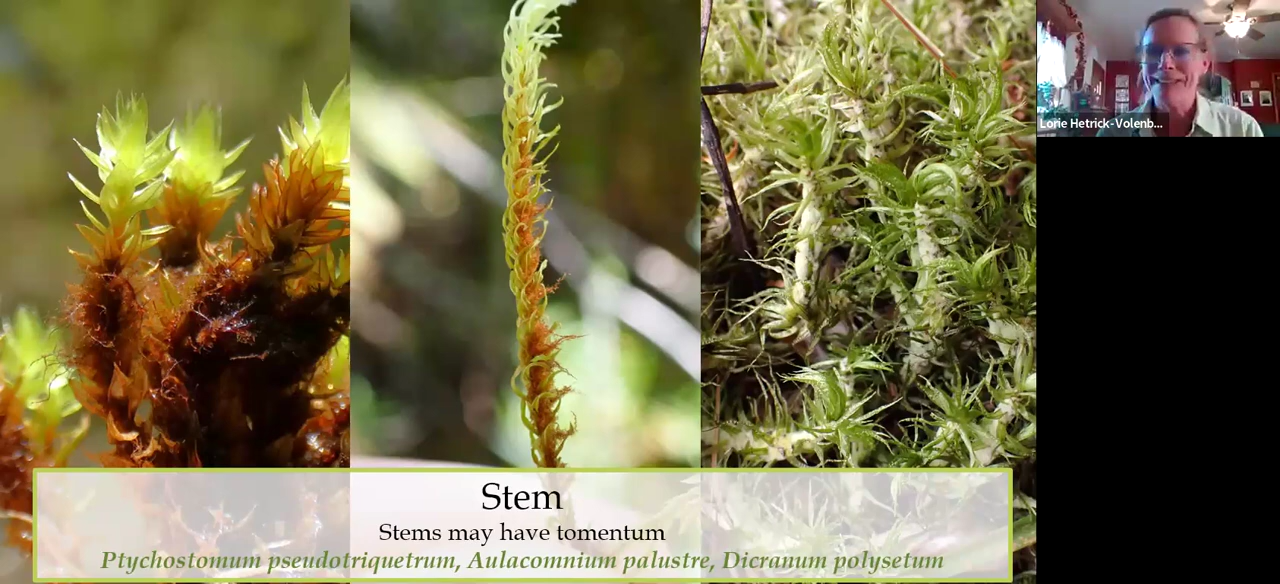 Lorie Hetrick-Volenb...
Stem
Stems may have tomentum
Ptychostomum pseudotriquetrum, Aulacomnium palustre, Dicranum polysetum